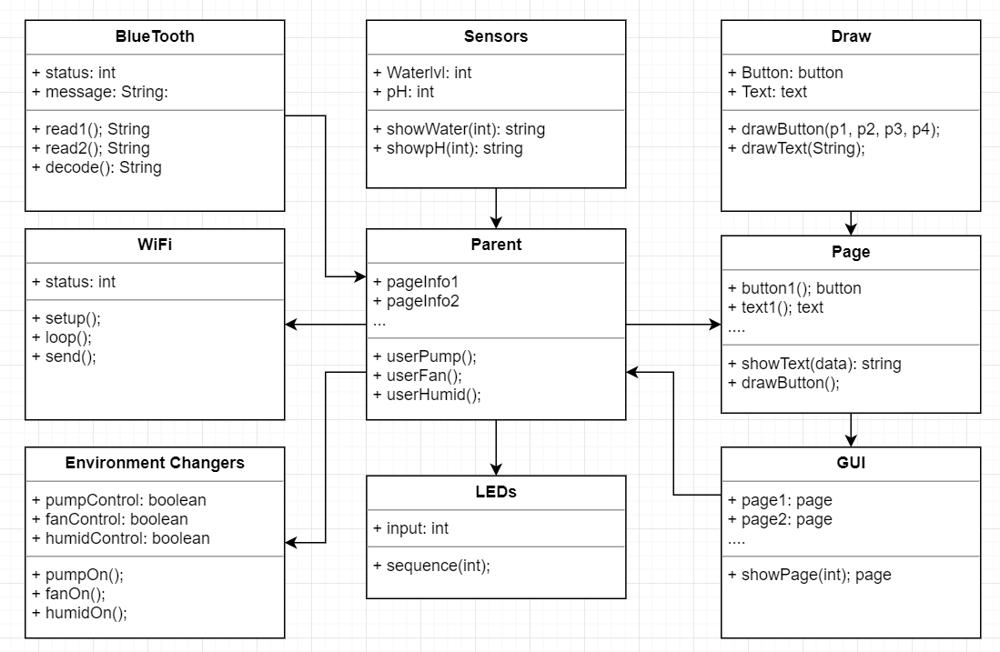 BlueTooth
+ status: int
+ message: String:
+ read1(); String
+ read2(); String
+ decode(): String
Sensors
+ Waterlvl: int
+ pH: int
+ showWater(int): string
+ showpH(int): string
Draw
+ Button: button
+ Text: text
+ drawButton(p1, p2, p3, p4);
+ drawText(String);
WiFi
+ status: int
+ setup();
+ loop();
+ send();
Parent
+ pageInfo1
+ pageInfo2
...
+ userPump();
+ userFan();
+ userHumid();
Page
+ button1(); button
+ text1(); text
....
+ showText(data): string
+ drawButton();
Environment Changers
+ pumpControl: boolean
+ fanControl: boolean
+ humidControl: boolean
+ pumpOn();
+ fanOn();
+ humidOn();
LEDs
+ input: int
+ sequence(int);
GUI
+ page1: page
+ page2: page
....
+ showPage(int); page